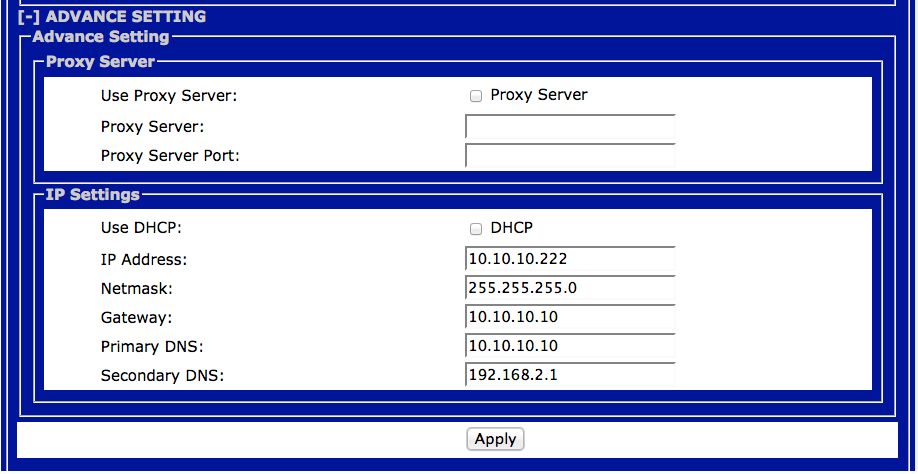 [-] ADVANCE SETTING
Advance Setting
Proxy Server
Use Proxy Server: Proxy Server
Proxy Server:
Proxy Server Port:
IP Settings
Use DHCP: DHCP
IP Address: 10.10.10.222
Netmask: 255.255.255.0
Gateway: 10.10.10.10
Primary DNS: 10.10.10.10
Secondary DNS: 192.168.2.1
Apply